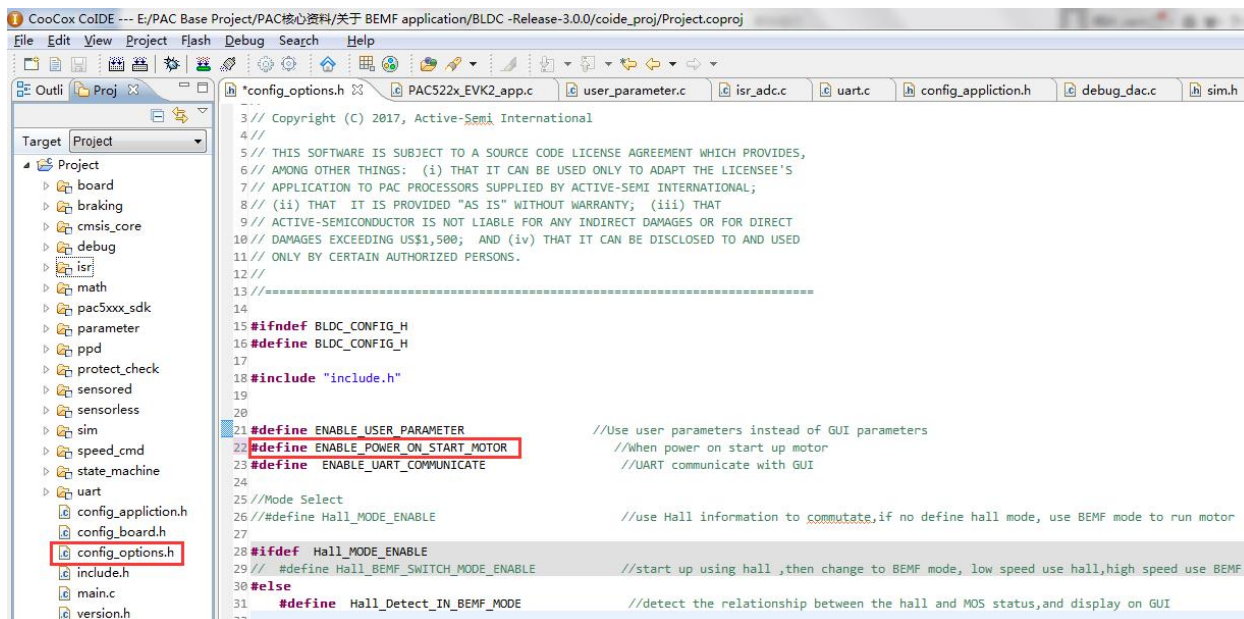 CooCox CoIDE --- E:/PAC Base Project/PAC核心资料/关于 BEMF application/BLDC -Release-3.0.0/coide_proj/Project.coproj
File Edit View Project Flash Debug Search Help
Outli Proj
*config_options.h PAC522x_EVK2_app.c user_parameter.c isr_adc.c uart.c config_appliction.h debug_dac.c sim.h
Target Project
Project
board
braking
cmsis_core
debug
isr
math
pac5xxx_sdk
parameter
ppd
protect_check
sensored
sensorless
sim
speed_cmd
state_machine
uart
config_appliction.h
config_board.h
config_options.h
include.h
main.c
version.h
3 // Copyright (C) 2017, Active-Semi International
4 //
5 // THIS SOFTWARE IS SUBJECT TO A SOURCE CODE LICENSE AGREEMENT WHICH PROVIDES,
6 // AMONG OTHER THINGS: (i) THAT IT CAN BE USED ONLY TO ADAPT THE LICENSEE'S
7 // APPLICATION TO PAC PROCESSORS SUPPLIED BY ACTIVE-SEMI INTERNATIONAL;
8 // (ii) THAT IT IS PROVIDED "AS IS" WITHOUT WARRANTY; (iii) THAT
9 // ACTIVE-SEMICONDUCTOR IS NOT LIABLE FOR ANY INDIRECT DAMAGES OR FOR DIRECT
10 // DAMAGES EXCEEDING US$1,500; AND (iv) THAT IT CAN BE DISCLOSED TO AND USED
11 // ONLY BY CERTAIN AUTHORIZED PERSONS.
12 //
13 //==============================================================================
14
15 #ifndef BLDC_CONFIG_H
16 #define BLDC_CONFIG_H
17
18 #include "include.h"
19
20
21 #define ENABLE_USER_PARAMETER //Use user parameters instead of GUI parameters
22 #define ENABLE_POWER_ON_START_MOTOR //When power on start up motor
23 #define ENABLE_UART_COMMUNICATE //UART communicate with GUI
24
25 //Mode Select
26 //#define Hall_MODE_ENABLE //use Hall information to commutate,if no define hall mode, use BEMF mode to run motor
27
28 #ifdef Hall_MODE_ENABLE
29 // #define Hall_BEMF_SWITCH_MODE_ENABLE //start up using hall ,then change to BEMF mode, low speed use hall,high speed use BEMF
30 #else
31 #define Hall_Detect_IN_BEMF_MODE //detect the relationship between the hall and MOS status,and display on GUI